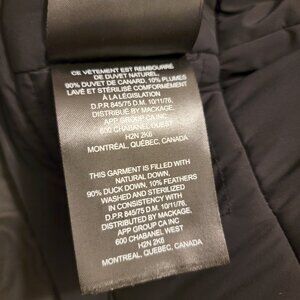 CE VÊTEMENT EST REMBOURRÉ
DE DUVET NATUREL,
90% DUVET DE CANARD, 10% PLUMES
LAVÉ ET STÉRILISÉ CONFORMÉMENT
À LA LÉGISLATION
D.P.R 845/75 D.M. 10/11/76,
DISTRIBUÉ PAR MACKAGE,
APP GROUP CA INC
600 CHABANEL OUEST
H2N 2K6
MONTRÉAL, QUÉBEC, CANADA
THIS GARMENT IS FILLED WITH
NATURAL DOWN,
90% DUCK DOWN, 10% FEATHERS
WASHED AND STERILIZED
IN CONSISTENCY WITH
D.P.R 845/75 D.M. 10/11/76,
DISTRIBUTED BY MACKAGE,
APP GROUP CA INC
600 CHABANEL WEST
H2N 2K6
MONTREAL, QUEBEC, CANADA